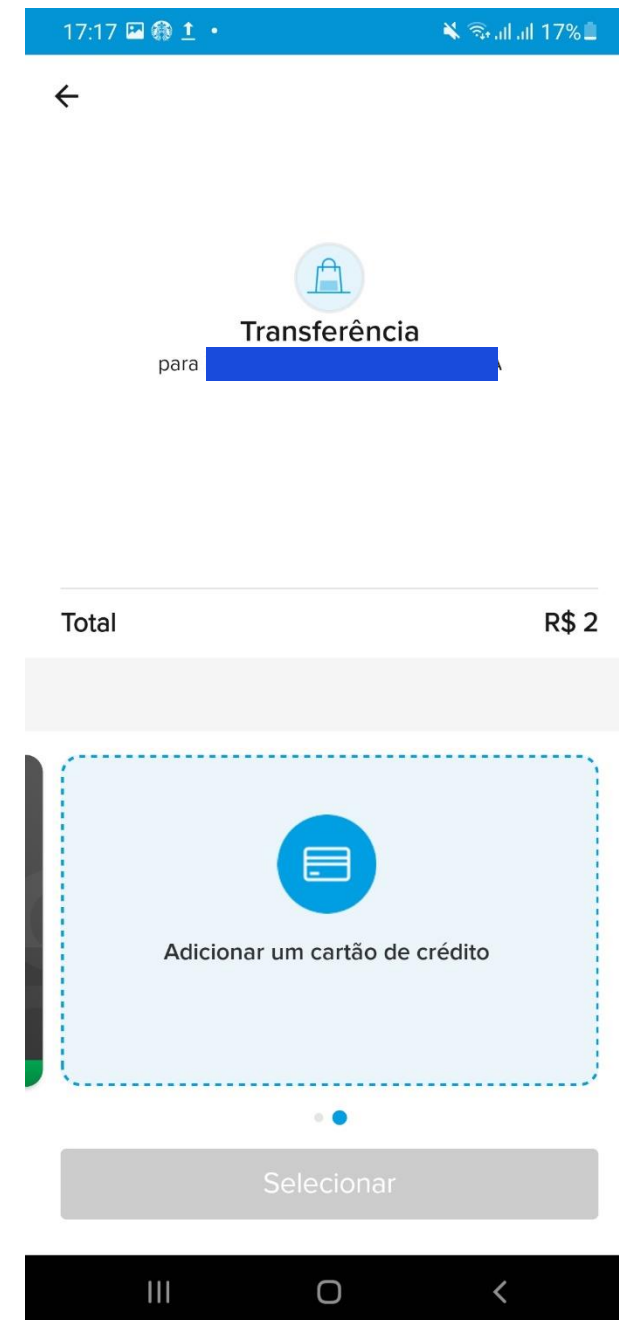 17:17 17%
Transferência
para
Total R$ 2
Adicionar um cartão de crédito
Selecionar